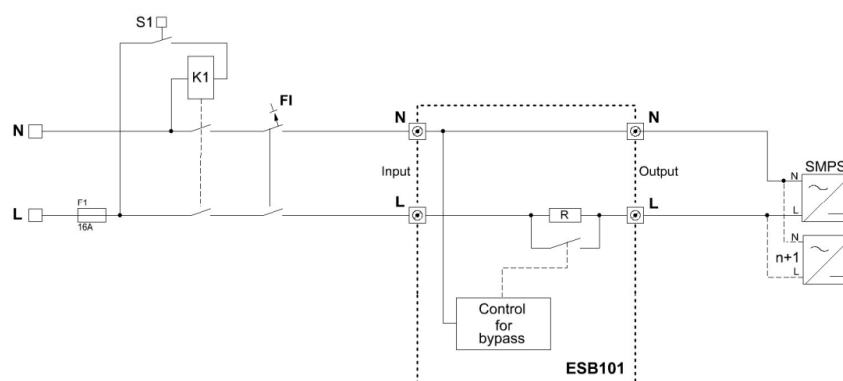 S1
K1
FI
N
N
N
Input
Output
SMPS
N
L
F1
16A
L
L
R
L
N
n+1
L
Control
for
bypass
ESB101